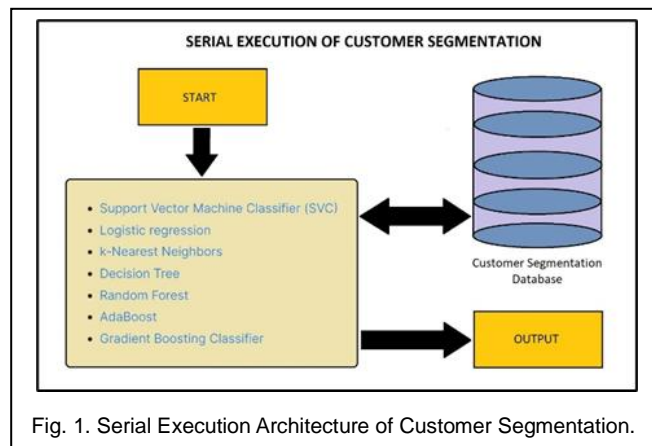 SERIAL EXECUTION OF CUSTOMER SEGMENTATION
START
• Support Vector Machine Classifier (SVC)
• Logistic regression
• k-Nearest Neighbors
• Decision Tree
• Random Forest
• AdaBoost
• Gradient Boosting Classifier
Customer Segmentation
Database
OUTPUT
Fig. 1. Serial Execution Architecture of Customer Segmentation.